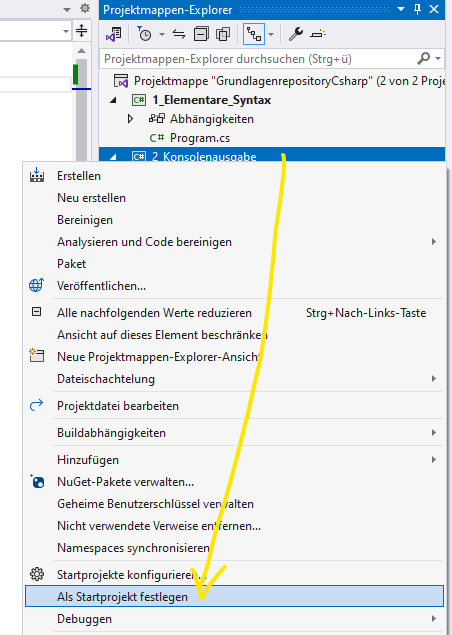 Projektmappen-Explorer
Projektmappen-Explorer durchsuchen (Strg+ü)
Projektmappe "GrundlagenrepositoryCsharp" (2 von 2 Proje
C# 1_Elementare_Syntax
Abhängigkeiten
C# Program.cs
C# 2_Konsolenausgabe
Erstellen
Neu erstellen
Bereinigen
Analysieren und Code bereinigen
Paket
Veröffentlichen...
Alle nachfolgenden Werte reduzieren Strg+Nach-Links-Taste
Ansicht auf dieses Element beschränken
Neue Projektmappen-Explorer-Ansicht
Dateischachtelung
Projektdatei bearbeiten
Buildabhängigkeiten
Hinzufügen
NuGet-Pakete verwalten...
Geheime Benutzerschlüssel verwalten
Nicht verwendete Verweise entfernen...
Namespaces synchronisieren
Startprojekte konfigurieren...
Als Startprojekt festlegen
Debuggen